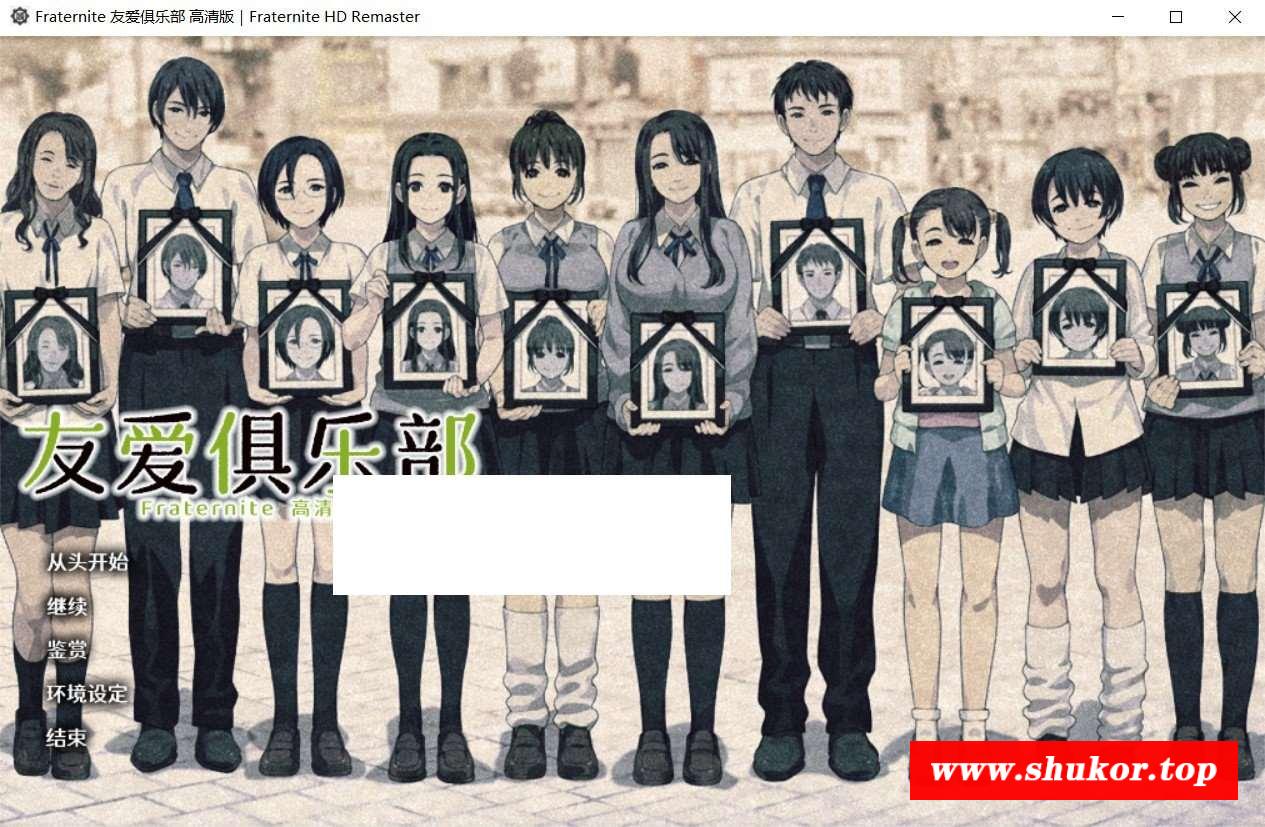 Fraternite 友爱俱乐部 高清版 | Fraternite HD Remaster
友爱俱乐部
Fraternite 高清
从头开始
继续
鉴赏
环境设定
结束
www.shukor.top